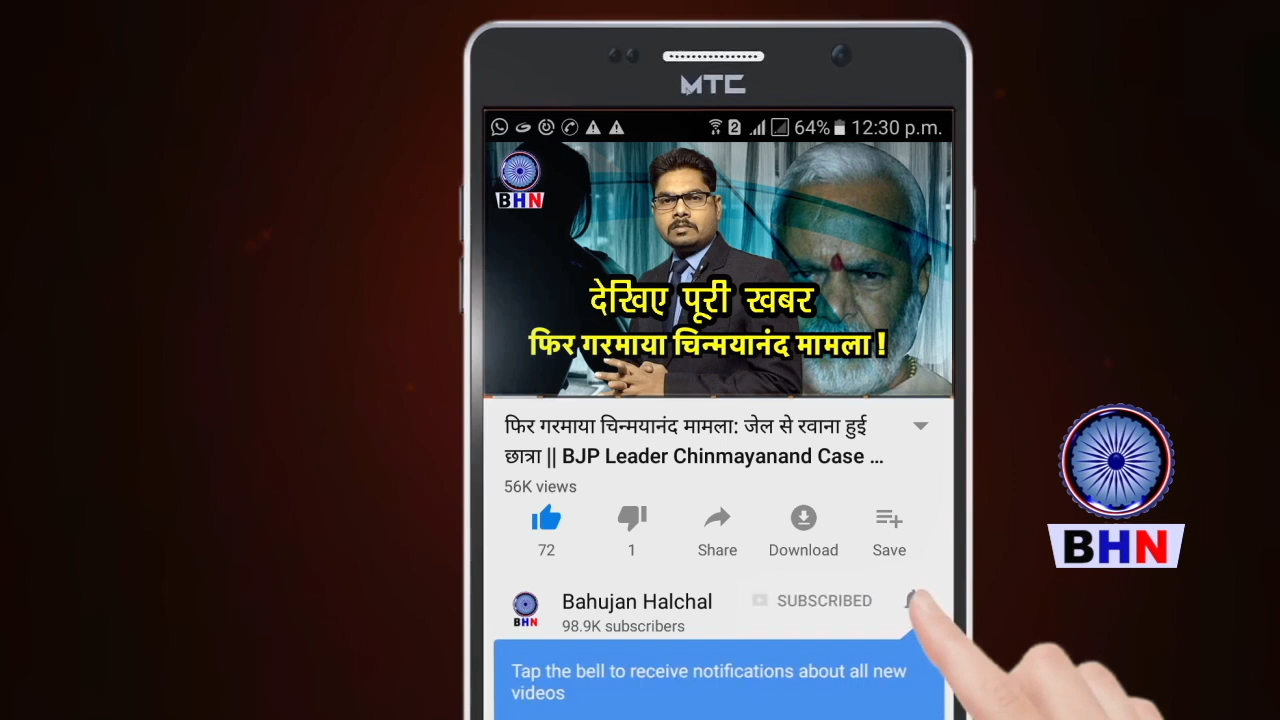 MTC
2 64% 12:30 p.m.
BHN
देखिए पूरी खबर
फिर गरमाया चिन्मयानंद मामला !
फिर गरमाया चिन्मयानंद मामला: जेल से रवाना हुई
छात्रा || BJP Leader Chinmayanand Case ...
56K views
72 1 Share Download Save
BHN
Bahujan Halchal SUBSCRIBED
98.9K subscribers
BHN
Tap the bell to receive notifications about all new
videos